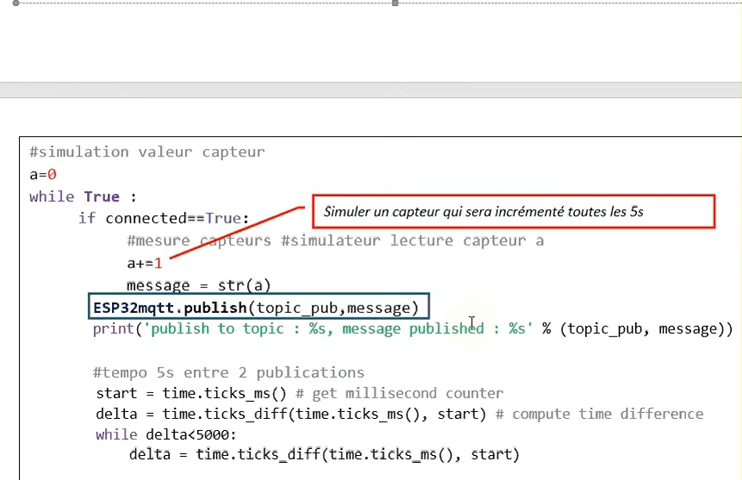 #simulation valeur capteur
a=0
while True :
if connected==True:
Simuler un capteur qui sera incrémenté toutes les 5s
#mesure capteurs #simulateur lecture capteur a
a+=1
message = str(a)
ESP32mqtt.publish(topic_pub,message)
print('publish to topic : %s, message published : %s' % (topic_pub, message))
#tempo 5s entre 2 publications
start = time.ticks_ms() # get millisecond counter
delta = time.ticks_diff(time.ticks_ms(), start) # compute time difference
while delta<5000:
delta = time.ticks_diff(time.ticks_ms(), start)